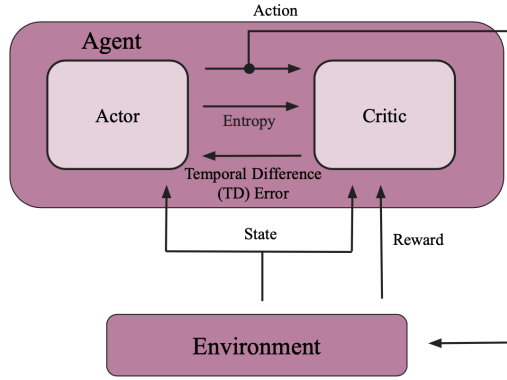 Action
Agent
Actor
Critic
Entropy
Temporal Difference
(TD) Error
State
Reward
Environment